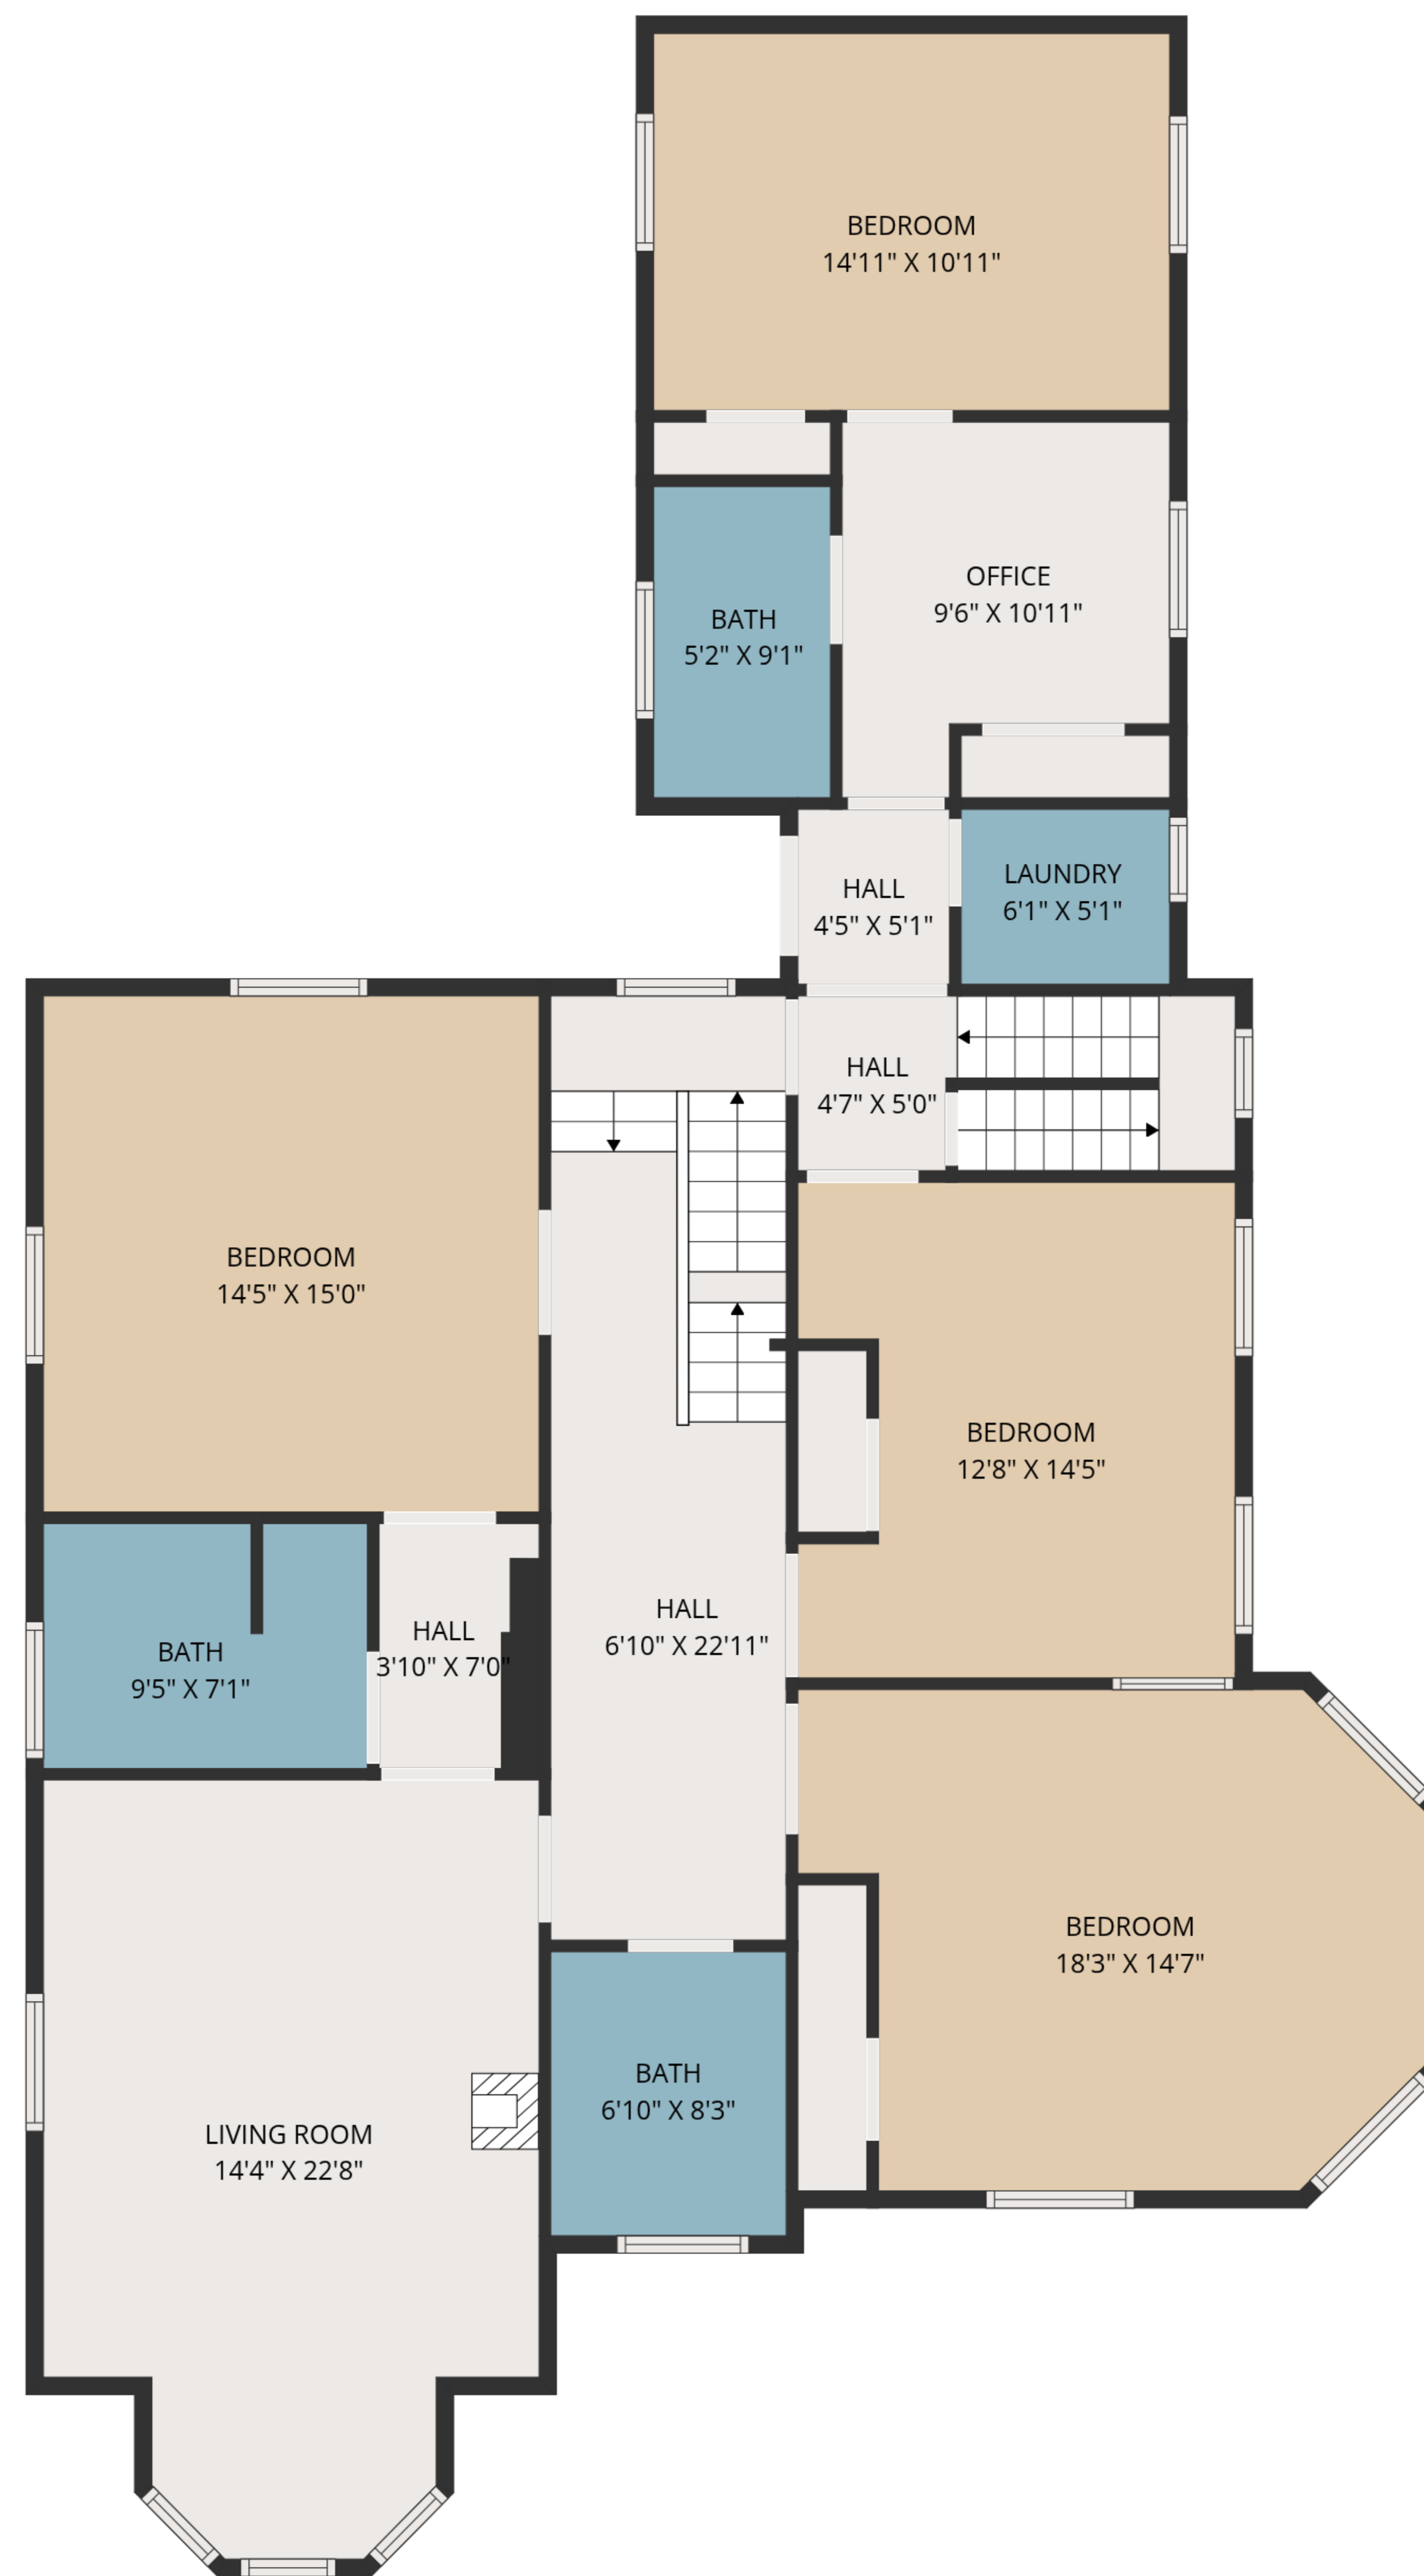 BEDROOM
14'11" X 10'11"
OFFICE
9'6" X 10'11"
BATH
5'2" X 9'1"
LAUNDRY
6'1" X 5'1"
HALL
4'5" X 5'1"
HALL
4'7" X 5'0"
BEDROOM
14'5" X 15'0"
BEDROOM
12'8" X 14'5"
HALL
6'10" X 22'11"
HALL
3'10" X 7'0"
BATH
9'5" X 7'1"
BEDROOM
18'3" X 14'7"
BATH
6'10" X 8'3"
LIVING ROOM
14'4" X 22'8"